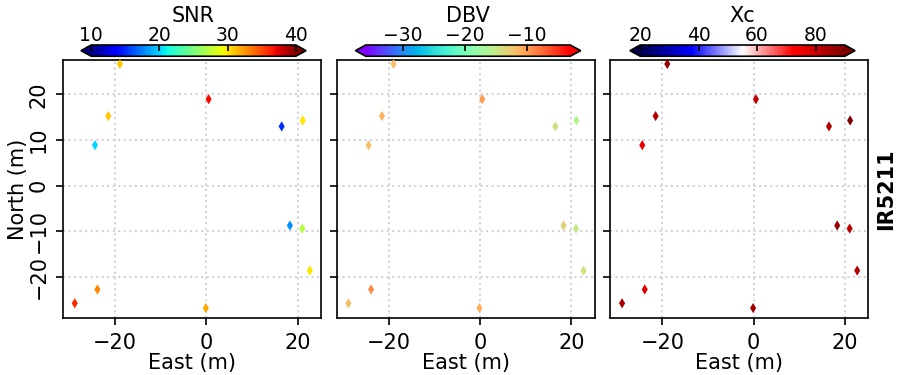 SNR DBV Xc
10 20 30 40 −30 −20 −10 20 40 60 80
North (m)
20
10
0
−10
−20
IR5211
−20 0 20 −20 0 20 −20 0 20
East (m) East (m) East (m)